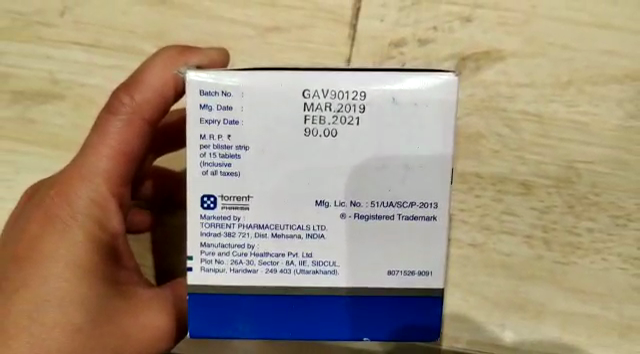 Batch No. : GAV90129
Mfg. Date : MAR.2019
Expiry Date : FEB.2021
M.R.P. ₹ 90.00
per blister strip
of 15 tablets
(Inclusive
of all taxes)
torrent
PHARMA
Mfg. Lic. No. : 51/UA/SC/P-2013
® - Registered Trademark
Marketed by :
TORRENT PHARMACEUTICALS LTD.
Indrad-382 721, Dist. Mehsana, INDIA.
Manufactured by :
Pure and Cure Healthcare Pvt. Ltd.
Plot No.: 26A-30, Sector - 8A, IIE, SIDCUL,
Ranipur, Haridwar - 249 403 (Uttarakhand).
8071526-9091